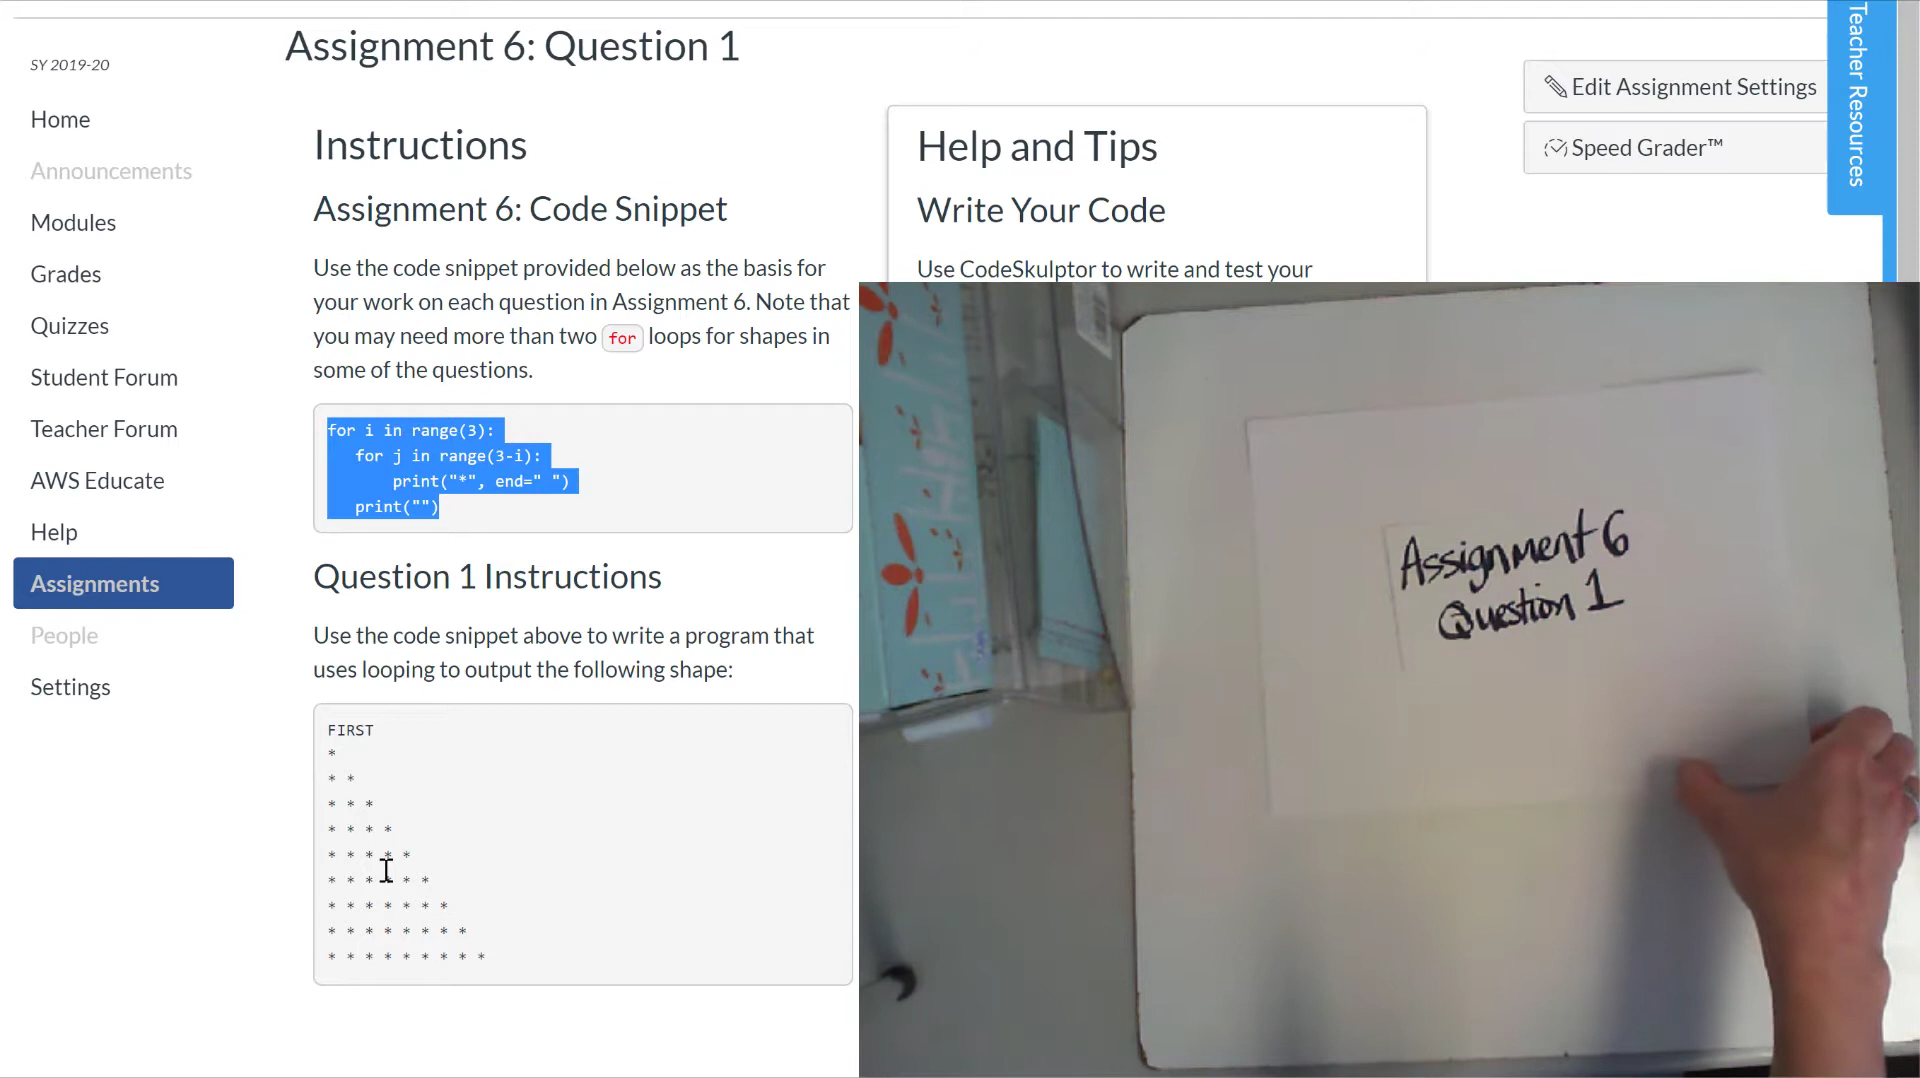 Assignment 6: Question 1
SY 2019-20
Home
Announcements
Modules
Grades
Quizzes
Student Forum
Teacher Forum
AWS Educate
Help
Assignments
People
Settings
Instructions
Assignment 6: Code Snippet
Use the code snippet provided below as the basis for
your work on each question in Assignment 6. Note that
you may need more than two for loops for shapes in
some of the questions.
for i in range(3):
   for j in range(3-i):
       print("*", end=" ")
   print("")
Question 1 Instructions
Use the code snippet above to write a program that
uses looping to output the following shape:
FIRST
*
* *
* * *
* * * *
* * * * *
* * * * * *
* * * * * * *
* * * * * * * *
* * * * * * * * *
Help and Tips
Write Your Code
Use CodeSkulptor to write and test your
Edit Assignment Settings
Speed Grader™
Teacher Resources
Assignment 6
Question 1